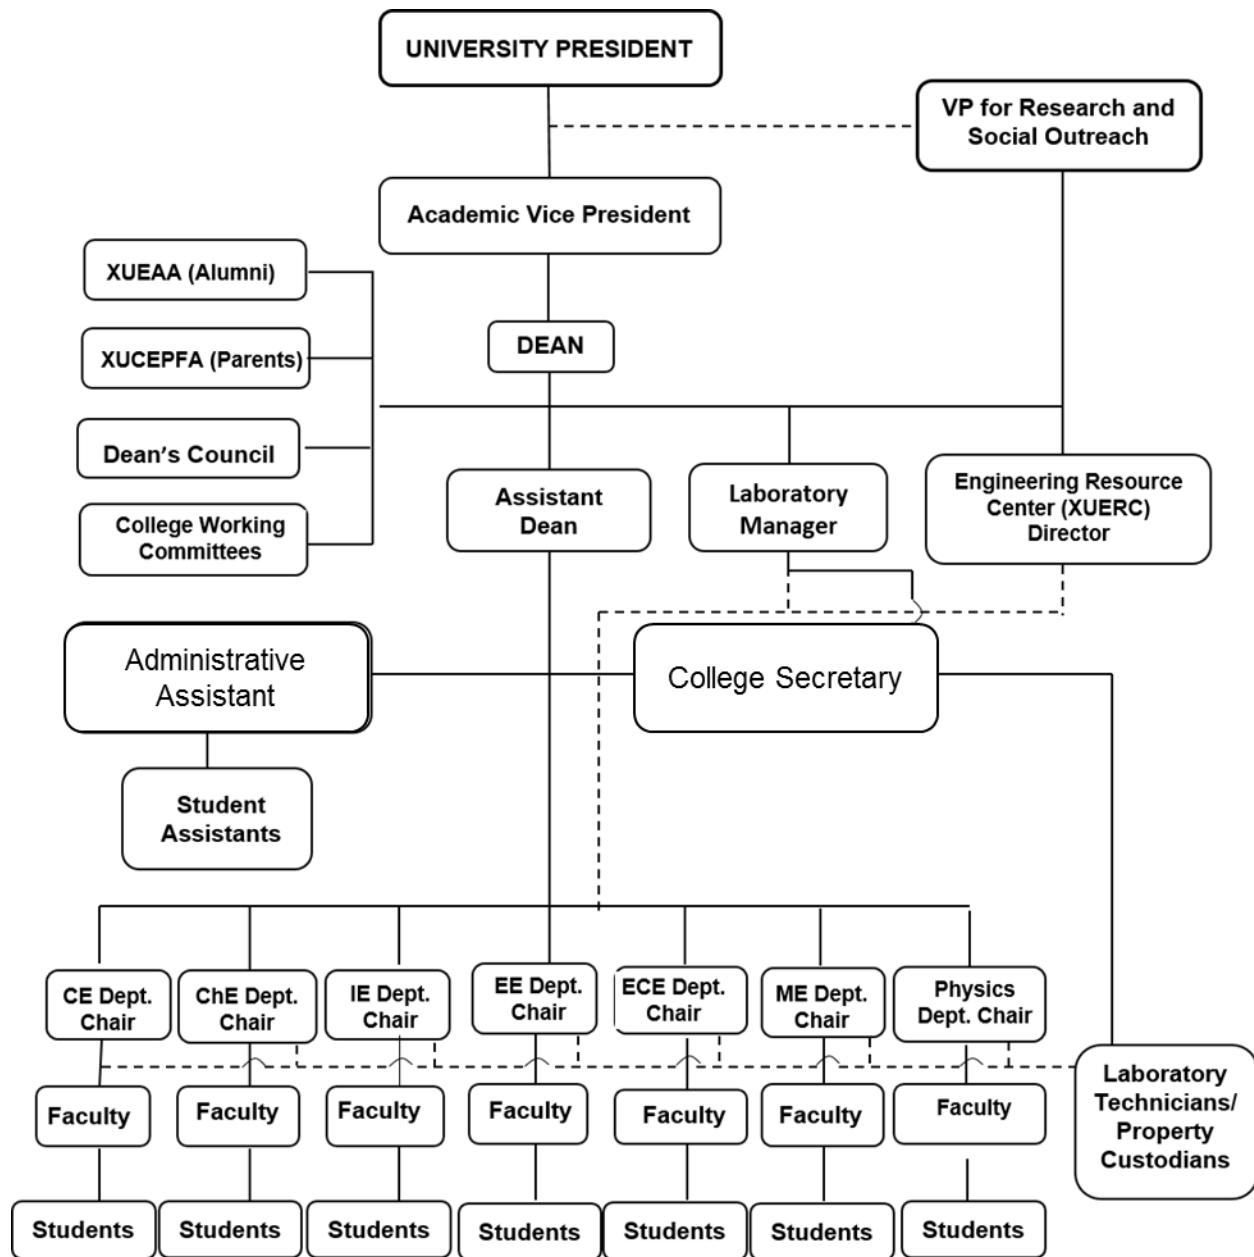 UNIVERSITY PRESIDENT
VP for Research and
Social Outreach
Academic Vice President
XUEAA (Alumni)
XUCEPFA (Parents)
Dean's Council
College Working
Committees
DEAN
Assistant
Dean
Laboratory
Manager
Engineering Resource
Center (XUERC)
Director
Administrative
Assistant
College Secretary
Student
Assistants
CE Dept.
Chair
ChE Dept.
Chair
IE Dept.
Chair
EE Dept.
Chair
ECE Dept.
Chair
ME Dept.
Chair
Physics
Dept. Chair
Faculty
Faculty
Faculty
Faculty
Faculty
Faculty
Faculty
Laboratory
Technicians/
Property
Custodians
Students
Students
Students
Students
Students
Students
Students